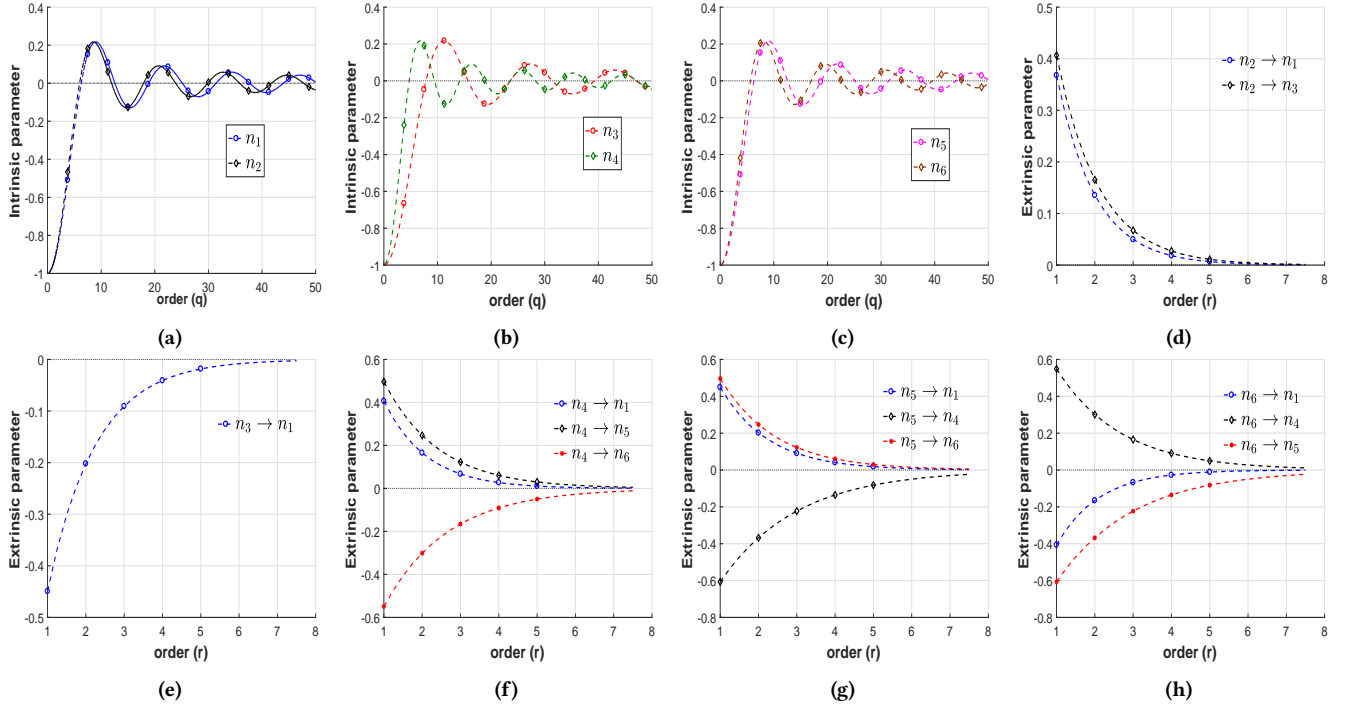 0.4
0.2
0
-0.2
-0.4
-0.6
-0.8
-1
Intrinsic parameter
0 10 20 30 40 50
order (q)
n1
n2
(a)
0.4
0.2
0
-0.2
-0.4
-0.6
-0.8
-1
Intrinsic parameter
0 10 20 30 40 50
order (q)
n3
n4
(b)
0.4
0.2
0
-0.2
-0.4
-0.6
-0.8
-1
Intrinsic parameter
0 10 20 30 40 50
order (q)
n5
n6
(c)
0.5
0.4
0.3
0.2
0.1
0
Extrinsic parameter
1 2 3 4 5 6 7 8
order (r)
n2 → n1
n2 → n3
(d)
0
-0.1
-0.2
-0.3
-0.4
-0.5
Extrinsic parameter
1 2 3 4 5 6 7 8
order (r)
n3 → n1
(e)
0.6
0.4
0.2
0
-0.2
-0.4
-0.6
Extrinsic parameter
1 2 3 4 5 6 7 8
order (r)
n4 → n1
n4 → n5
n4 → n6
(f)
0.6
0.4
0.2
0
-0.2
-0.4
-0.6
-0.8
Extrinsic parameter
1 2 3 4 5 6 7 8
order (r)
n5 → n1
n5 → n4
n5 → n6
(g)
0.6
0.4
0.2
0
-0.2
-0.4
-0.6
-0.8
Extrinsic parameter
1 2 3 4 5 6 7 8
order (r)
n6 → n1
n6 → n4
n6 → n5
(h)